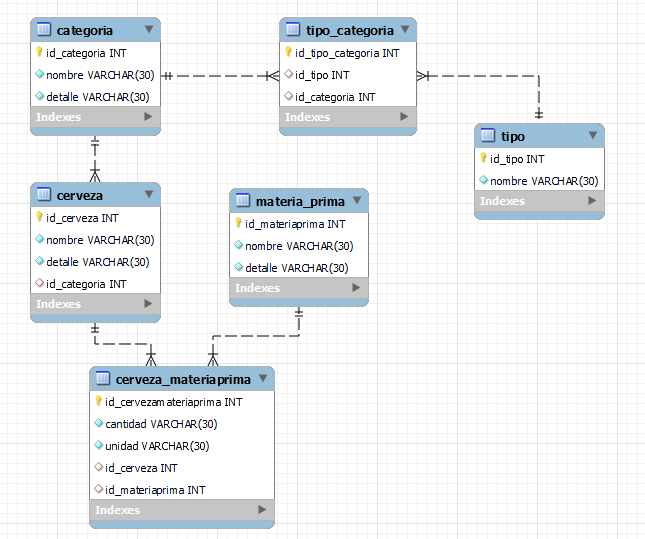 categoria
id_categoria INT
nombre VARCHAR(30)
detalle VARCHAR(30)
Indexes
tipo_categoria
id_tipo_categoria INT
id_tipo INT
id_categoria INT
Indexes
tipo
id_tipo INT
nombre VARCHAR(30)
Indexes
cerveza
id_cerveza INT
nombre VARCHAR(30)
detalle VARCHAR(30)
id_categoria INT
Indexes
materia_prima
id_materiaprima INT
nombre VARCHAR(30)
detalle VARCHAR(30)
Indexes
cerveza_materiaprima
id_cervezamateriaprima INT
cantidad VARCHAR(30)
unidad VARCHAR(30)
id_cerveza INT
id_materiaprima INT
Indexes